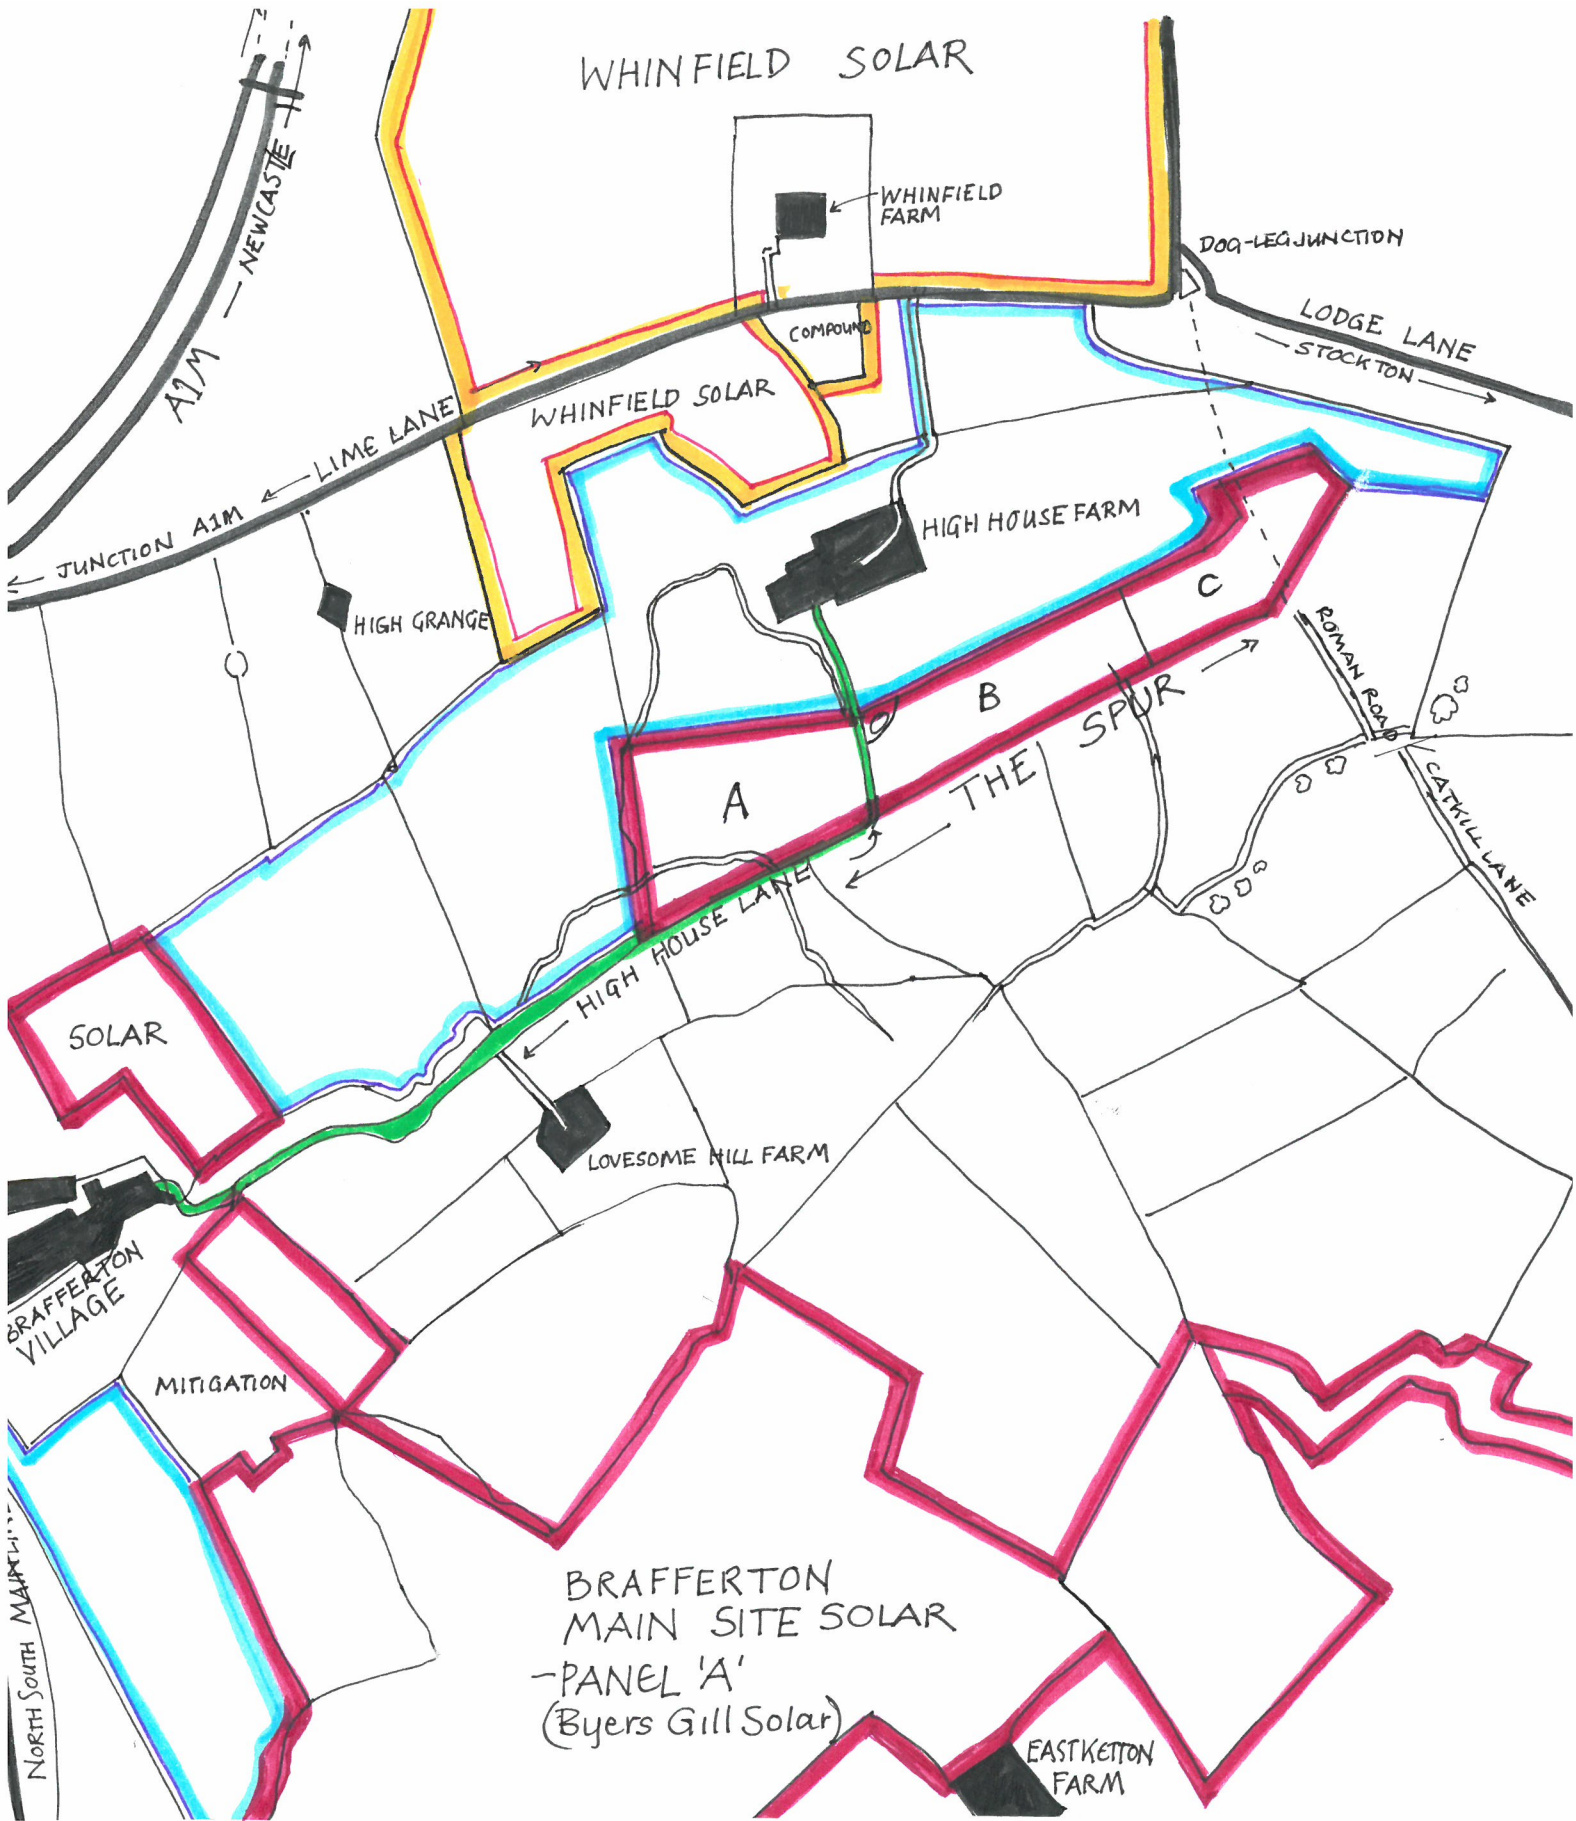 WHINFIELD SOLAR
A1M — NEWCASTLE
WHINFIELD
FARM
DOG-LEG JUNCTION
LODGE LANE
STOCKTON
COMPOUND
WHINFIELD SOLAR
LIME LANE
JUNCTION A1M
HIGH GRANGE
HIGH HOUSE FARM
C
B
A
ROMAN ROAD
THE SPUR
CATKILL LANE
HIGH HOUSE LANE
SOLAR
LOVESOME HILL FARM
BRAFFERTON
VILLAGE
MITIGATION
NORTH SOUTH
BRAFFERTON
MAIN SITE SOLAR
- PANEL 'A'
(Byers Gill Solar)
EAST KETTON
FARM